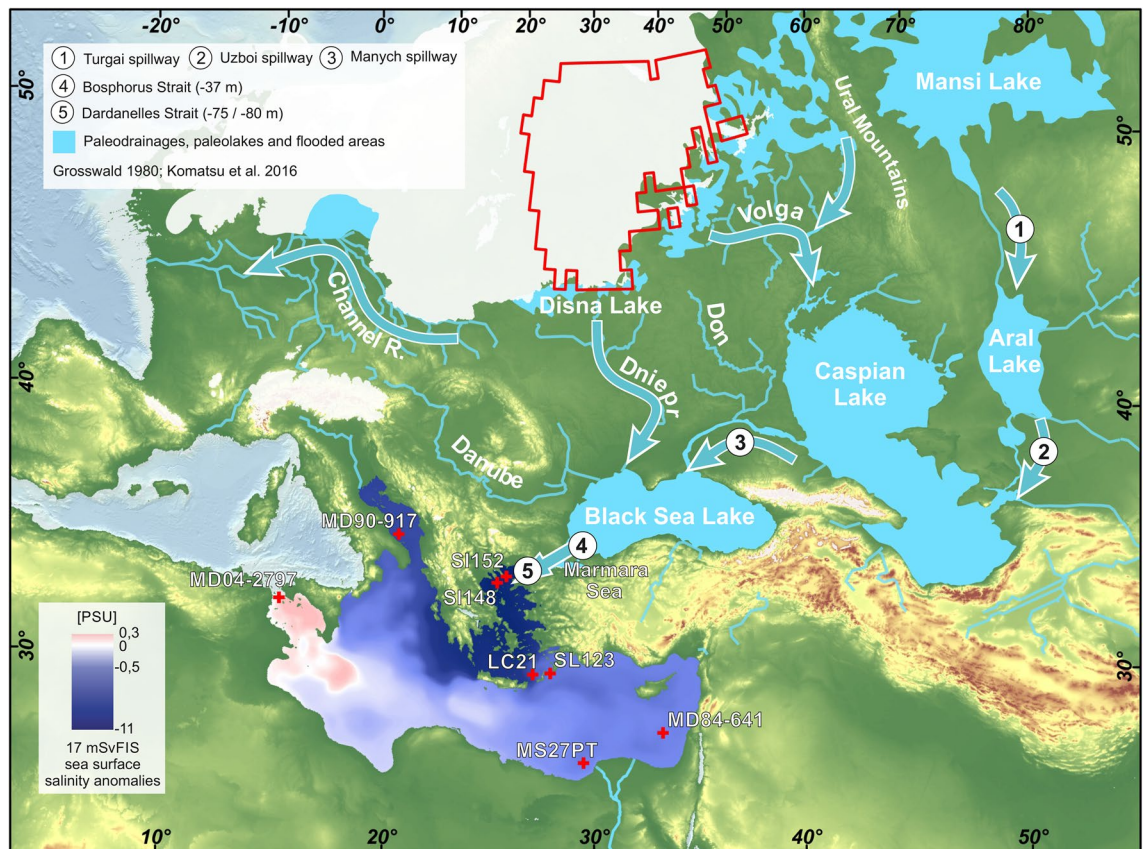 -20° -10° 0° 10° 20° 30° 40° 50° 60° 70° 80°
① Turgai spillway ② Uzboi spillway ③ Manych spillway
④ Bosphorus Strait (-37 m)
⑤ Dardanelles Strait (-75 / -80 m)
Paleodrainages, paleolakes and flooded areas
Grosswald 1980; Komatsu et al. 2016
50°
50°
Mansi Lake
Ural Mountains
Volga
1
Channel R.
Disna Lake
Don
Dniepr
Aral
Lake
Caspian
Lake
40°
40°
3
2
Danube
Black Sea Lake
MD90-917
4
SI152
5
Marmara
Sea
MD04-2797
SI148
[PSU]
0,3
0
-0,5
-11
17 mSvFIS
sea surface
salinity anomalies
30°
30°
LC21
SL123
MD84-641
MS27PT
10° 20° 30° 40° 50°